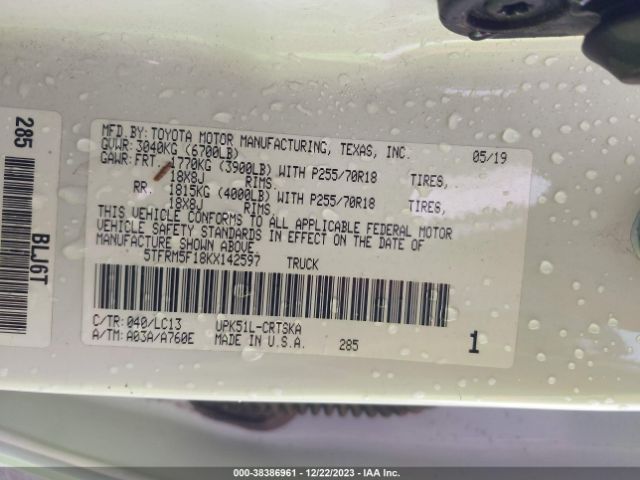 285
BLJ6T
MFD.BY: TOYOTA MOTOR MANUFACTURING, TEXAS, INC. 05/19
GVWR: 3040KG (6700LB)
GAWR: FRT. 1770KG (3900LB) WITH P255/70R18 TIRES,
18X8J RIMS,
RR. 1815KG (4000LB) WITH P255/70R18 TIRES,
18X8J RIMS,
THIS VEHICLE CONFORMS TO ALL APPLICABLE FEDERAL MOTOR
VEHICLE SAFETY STANDARDS IN EFFECT ON THE DATE OF
MANUFACTURE SHOWN ABOVE
5TFRM5F18KX142597 TRUCK
C/TR: 040/LC13 UPK51L-CRTSKA
A/TM: A03A/A760E MADE IN U.S.A. 285 1
000-38386961 - 12/22/2023 - IAA Inc.